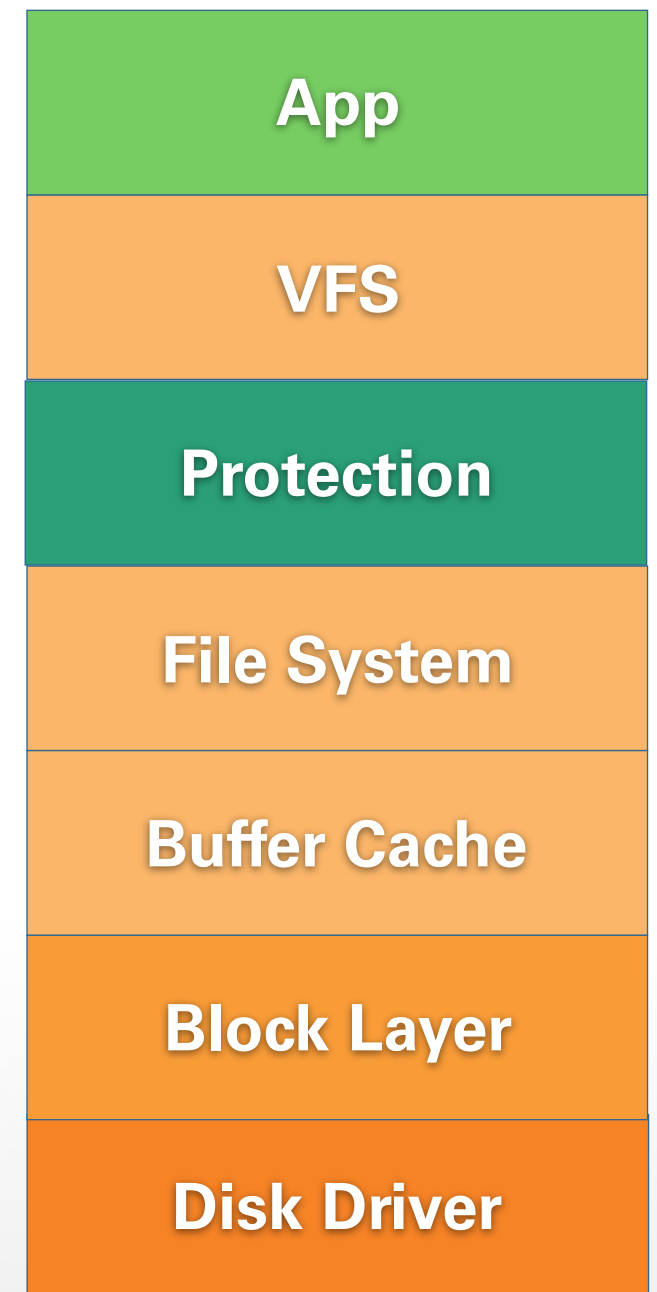 App
VFS
Protection
File System
Buffer Cache
Block Layer
Disk Driver